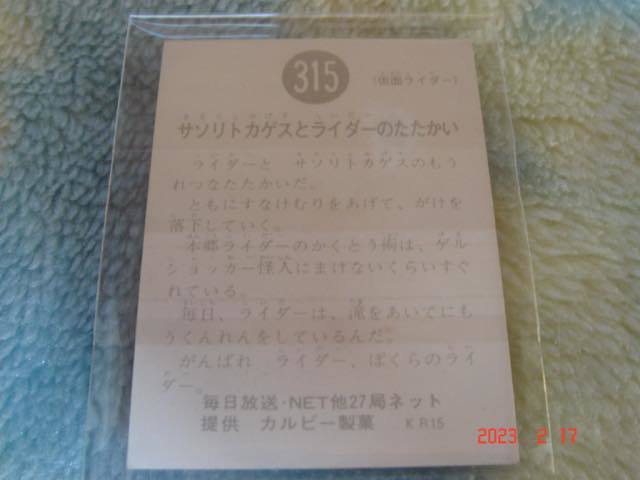 315
(仮面ライダー)
サソリトカゲスとライダーのたたかい
ライダーと サソリトカゲスのもう
れつなたたかいだ。
ともにすなけむりをあげて、がけを
落下していく。
本郷ライダーのかくとう術は、ゲル
ショッカー怪人にまけないくらいすぐ
れている。
毎日、ライダーは、滝をあいてにも
うくんれんをしているんだ。
がんばれ ライダー、ぼくらのライ
ダー。
毎日放送・NET他27局ネット
提供 カルビー製菓 KR15
2023. 2 17